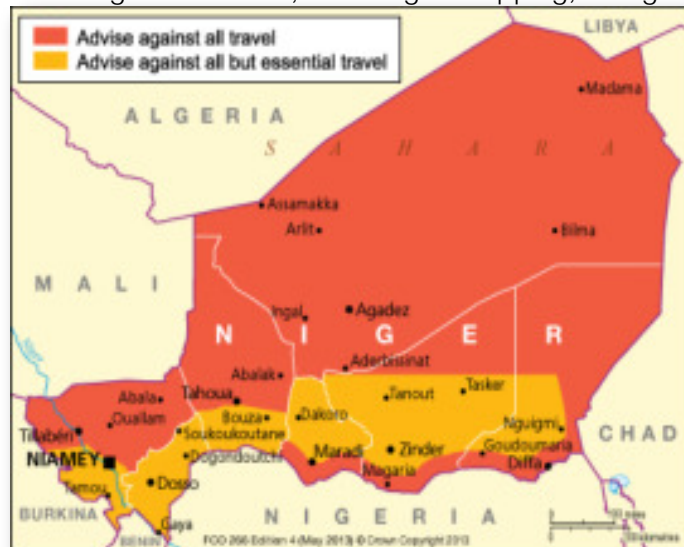 Advise against all travel
Advise against all but essential travel
LIBYA
ALGERIA
Madama
SAHARA
Assamakka
Arlit
Bilma
MALI
Ingal
Agadez
NIGER
Aderbissinat
Abalak
Tahoua
Abala
Ouallam
Tanout
Tasker
Bouza
Dakoro
Soukoukoutane
Nguigmi
CHAD
Tillabéri
NIAMEY
Dogondoutchi
Maradi
Zinder
Goudoumaria
Diffa
Magaria
Tamou
Dosso
BURKINA
Gaya
BENIN
NIGERIA
FCO 266 Edition 4 (May 2013) © Crown Copyright 2013